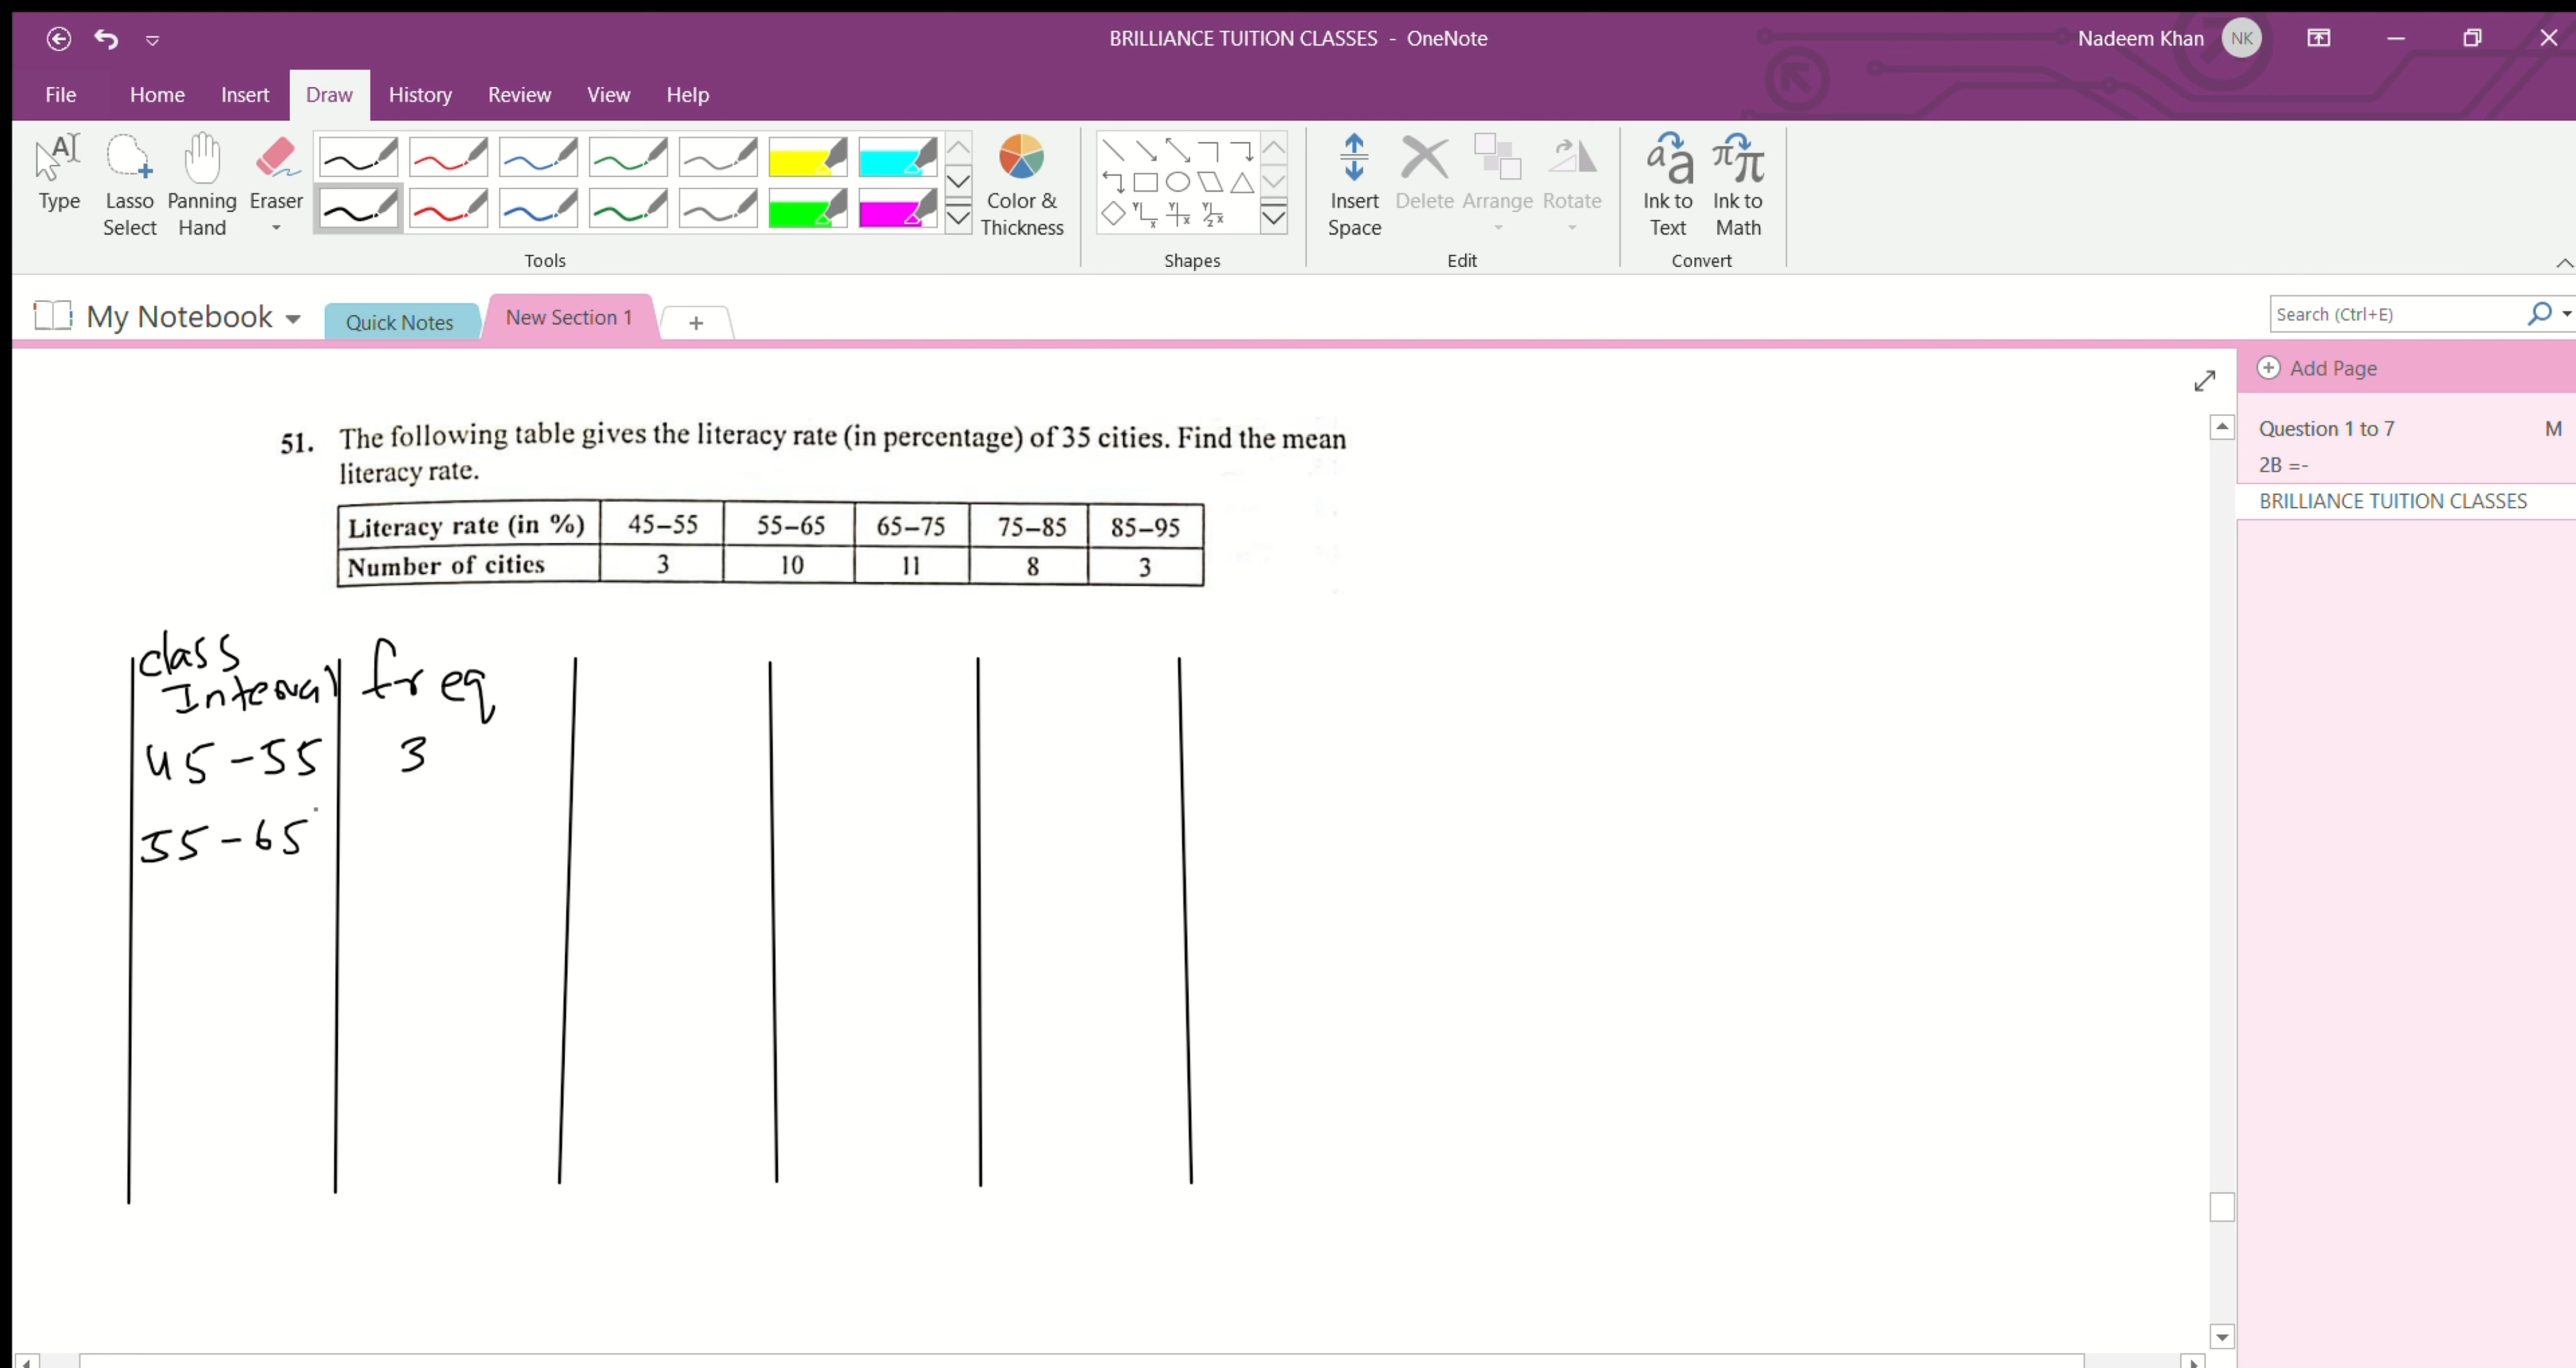 BRILLIANCE TUITION CLASSES - OneNote
Nadeem Khan NK
File Home Insert Draw History Review View Help
Type
Lasso Select
Panning Hand
Eraser
Color & Thickness
Insert Space
Delete
Arrange
Rotate
Ink to Text
Ink to Math
Tools
Shapes
Edit
Convert
My Notebook
Quick Notes
New Section 1
Search (Ctrl+E)
Add Page
Question 1 to 7 M
2B =-
BRILLIANCE TUITION CLASSES
51. The following table gives the literacy rate (in percentage) of 35 cities. Find the mean
literacy rate.
Literacy rate (in %) 45–55 55–65 65–75 75–85 85–95
Number of cities 3 10 11 8 3
class
Interval freq
45-55 3
55-65